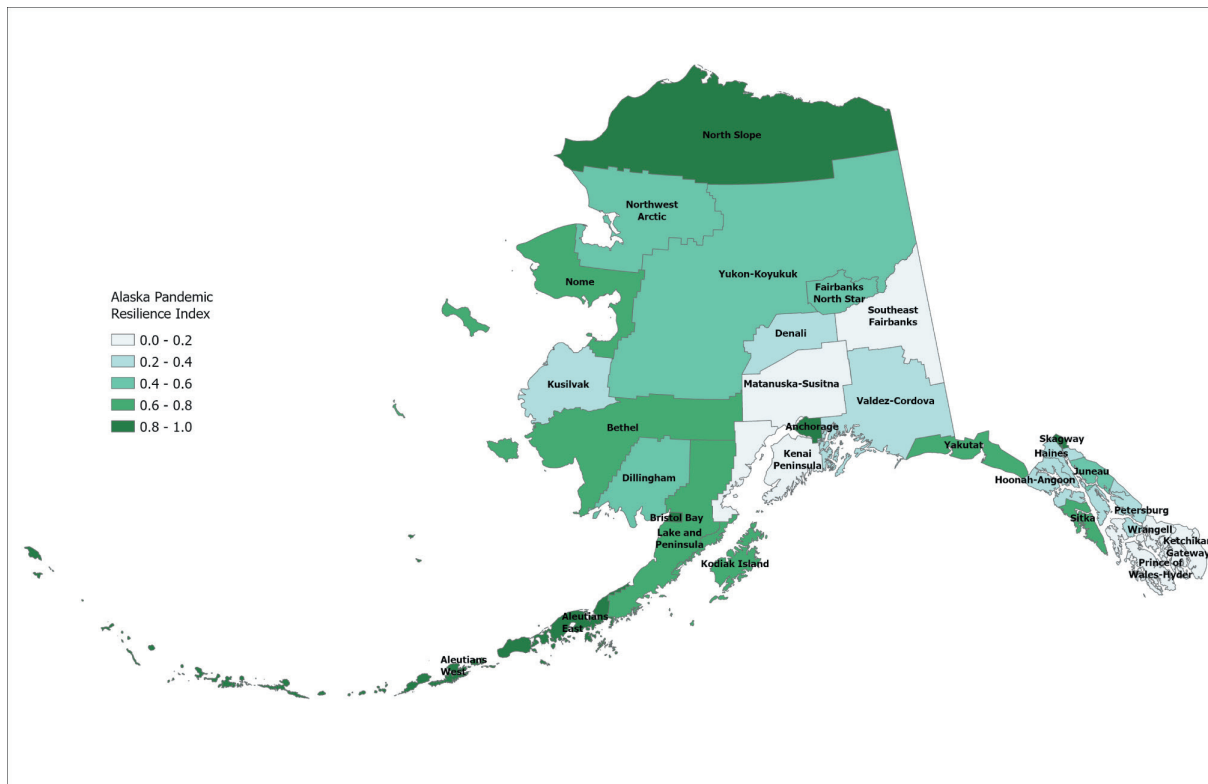 North Slope
Northwest
Arctic
Nome
Yukon-Koyukuk
Fairbanks
North Star
Southeast
Fairbanks
Alaska Pandemic
Resilience Index
0.0 - 0.2
0.2 - 0.4
0.4 - 0.6
0.6 - 0.8
0.8 - 1.0
Denali
Kusilvak
Matanuska-Susitna
Valdez-Cordova
Bethel
Anchorage
Kenai
Peninsula
Yakutat
Skagway
Haines
Juneau
Hoonah-Angoon
Dillingham
Bristol Bay
Lake and
Peninsula
Kodiak Island
Sitka
Petersburg
Wrangell
Ketchikan
Gateway
Prince of
Wales-Hyder
Aleutians
East
Aleutians
West